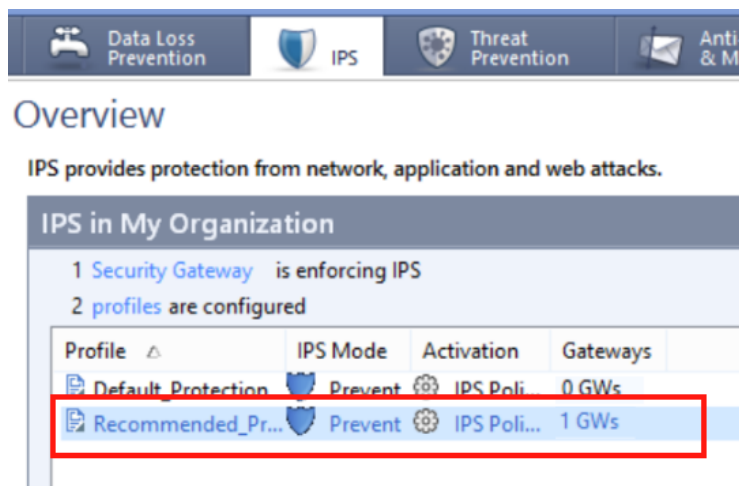 Data Loss
Prevention
IPS
Threat
Prevention
Anti
& M
Overview
IPS provides protection from network, application and web attacks.
IPS in My Organization
1 Security Gateway is enforcing IPS
2 profiles are configured
Profile IPS Mode Activation Gateways
Default_Protection Prevent IPS Poli... 0 GWs
Recommended_Pr... Prevent IPS Poli... 1 GWs